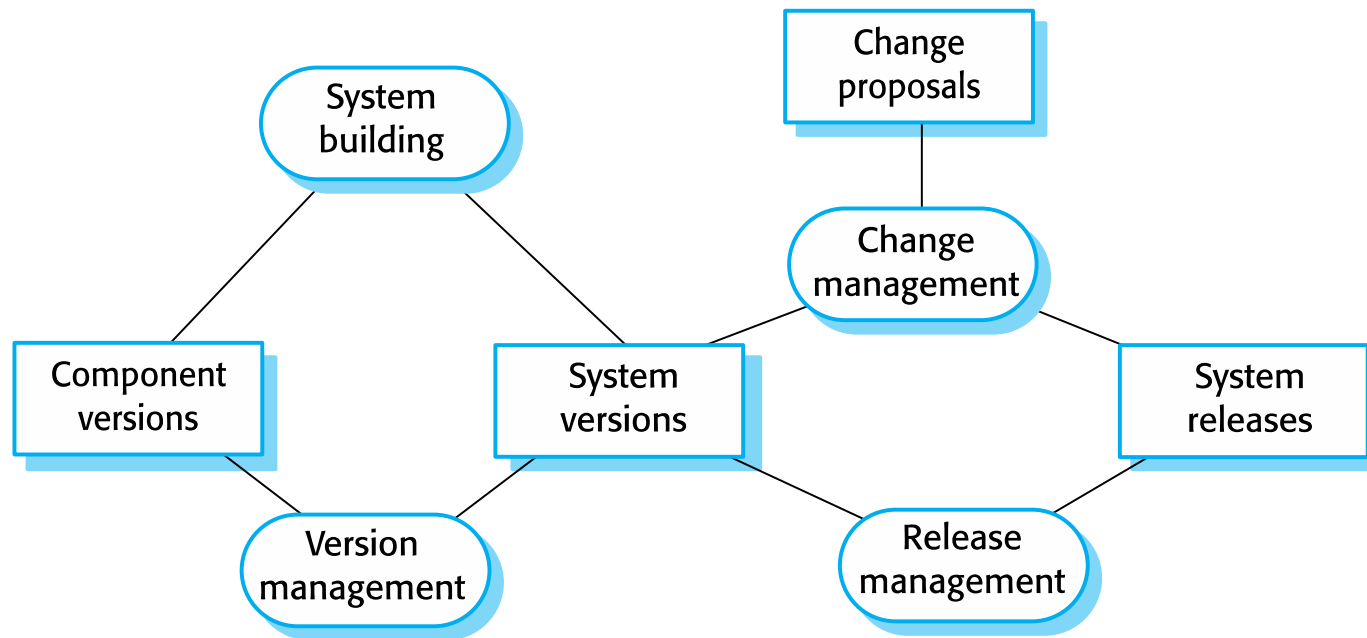 Change
proposals
System
building
Change
management
Component
versions
System
versions
System
releases
Version
management
Release
management